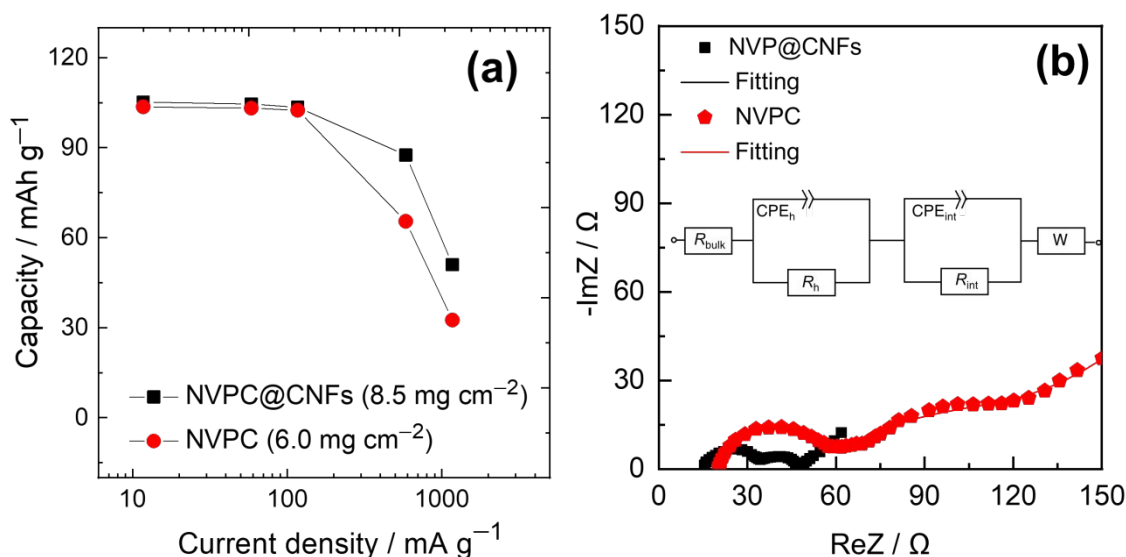 (a)
120
90
60
30
0
Capacity / mAh g⁻¹
NVPC@CNFs (8.5 mg cm⁻²)
NVPC (6.0 mg cm⁻²)
10
100
1000
Current density / mA g⁻¹
(b)
NVP@CNFs
Fitting
NVPC
Fitting
150
120
90
60
30
0
-ImZ / Ω
CPEh
CPEint
Rbulk
W
Rh
Rint
0
30
60
90
120
150
ReZ / Ω